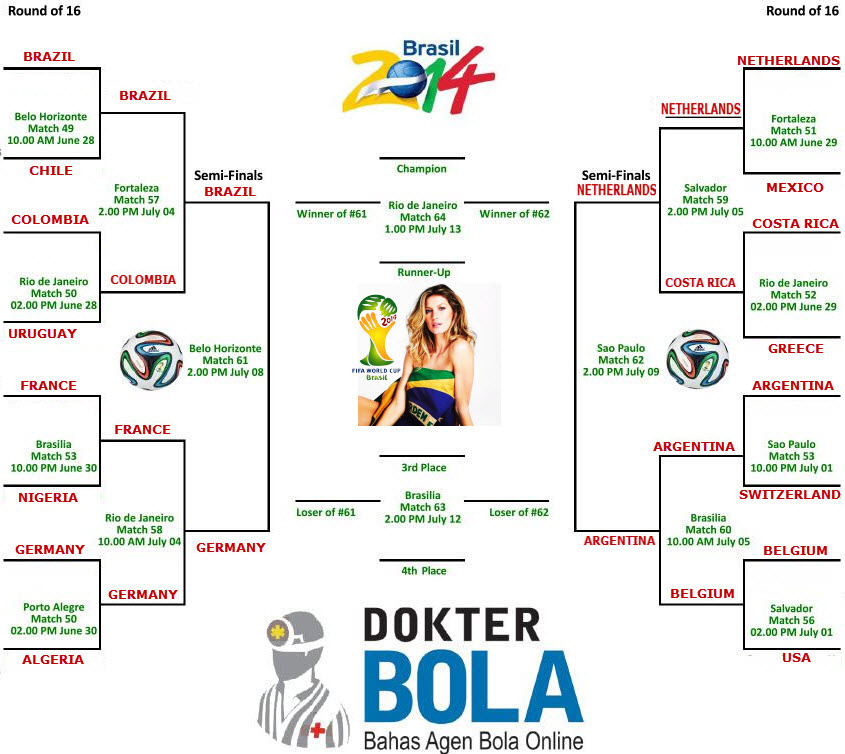 Round of 16
Round of 16
Brasil
2014
BRAZIL
Belo Horizonte
Match 49
10.00 AM June 28
CHILE
BRAZIL
Fortaleza
Match 57
2.00 PM July 04
COLOMBIA
Rio de Janeiro
Match 50
02.00 PM June 28
URUGUAY
COLOMBIA
Semi-Finals
BRAZIL
Belo Horizonte
Match 61
2.00 PM July 08
FRANCE
Brasilia
Match 53
10.00 PM June 30
NIGERIA
FRANCE
Rio de Janeiro
Match 58
10.00 AM July 04
GERMANY
GERMANY
Porto Alegre
Match 50
02.00 PM June 30
ALGERIA
GERMANY
Champion
Winner of #61
Rio de Janeiro
Match 64
1.00 PM July 13
Winner of #62
Runner-Up
2014
FIFA WORLD CUP
Brasil
3rd Place
Loser of #61
Brasilia
Match 63
2.00 PM July 12
Loser of #62
4th Place
Semi-Finals
NETHERLANDS
Sao Paulo
Match 62
2.00 PM July 09
ARGENTINA
NETHERLANDS
Salvador
Match 59
2.00 PM July 05
COSTA RICA
NETHERLANDS
Fortaleza
Match 51
10.00 AM June 29
MEXICO
COSTA RICA
Rio de Janeiro
Match 52
02.00 PM June 29
GREECE
ARGENTINA
Brasilia
Match 60
10.00 AM July 05
BELGIUM
ARGENTINA
Sao Paulo
Match 53
10.00 PM July 01
SWITZERLAND
BELGIUM
Salvador
Match 56
02.00 PM July 01
USA
DOKTER
BOLA
Bahas Agen Bola Online